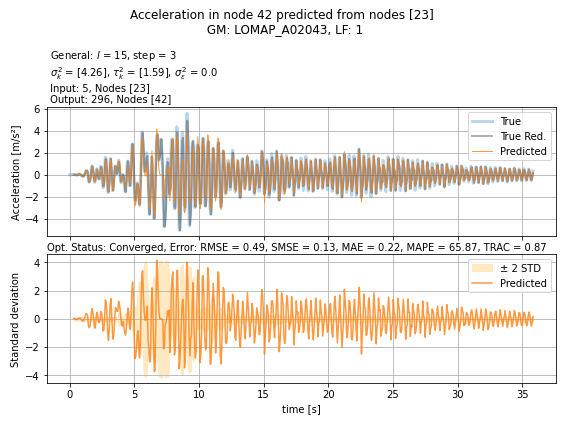 Acceleration in node 42 predicted from nodes [23]
GM: LOMAP_A02043, LF: 1
General: l = 15, step = 3
σ²ₖ = [4.26], τ²ₖ = [1.59], σ²ε = 0.0
Input: 5, Nodes [23]
Output: 296, Nodes [42]
Acceleration [m/s²]
6
4
2
0
−2
−4
True
True Red.
Predicted
Opt. Status: Converged, Error: RMSE = 0.49, SMSE = 0.13, MAE = 0.22, MAPE = 65.87, TRAC = 0.87
Standard deviation
4
2
0
−2
−4
± 2 STD
Predicted
0 5 10 15 20 25 30 35
time [s]